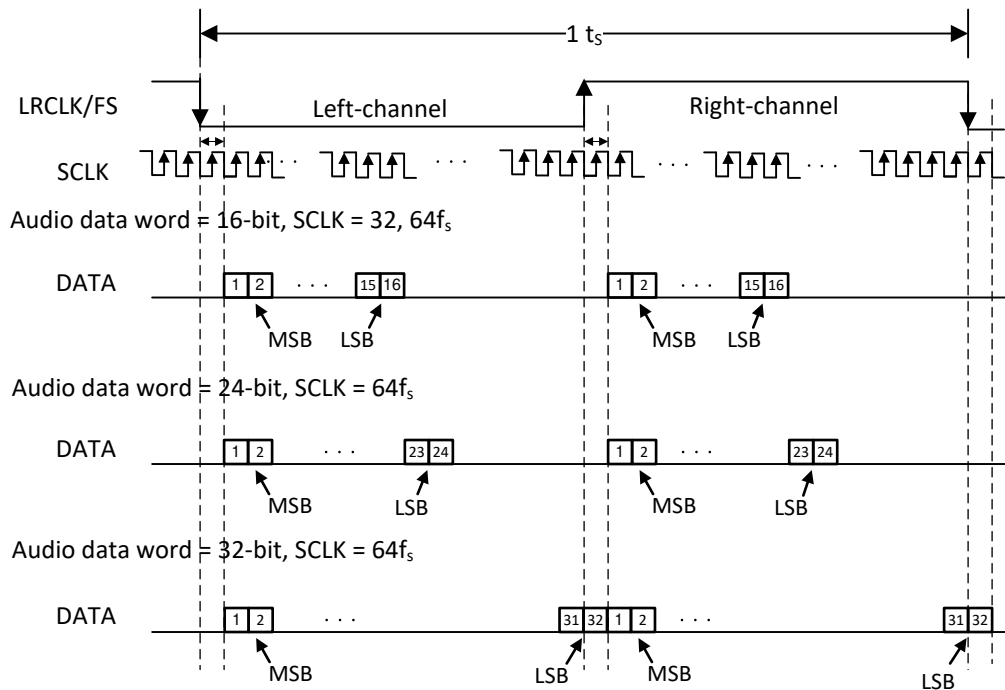 1 tₛ
LRCLK/FS
Left-channel
Right-channel
SCLK
Audio data word = 16-bit, SCLK = 32, 64fₛ
DATA
1 2 . . . 15 16 1 2 . . . 15 16
MSB LSB MSB LSB
Audio data word = 24-bit, SCLK = 64fₛ
DATA
1 2 . . . 23 24 1 2 . . . 23 24
MSB LSB MSB LSB
Audio data word = 32-bit, SCLK = 64fₛ
DATA
1 2 . . . 31 32 1 2 . . . 31 32
MSB LSB MSB LSB